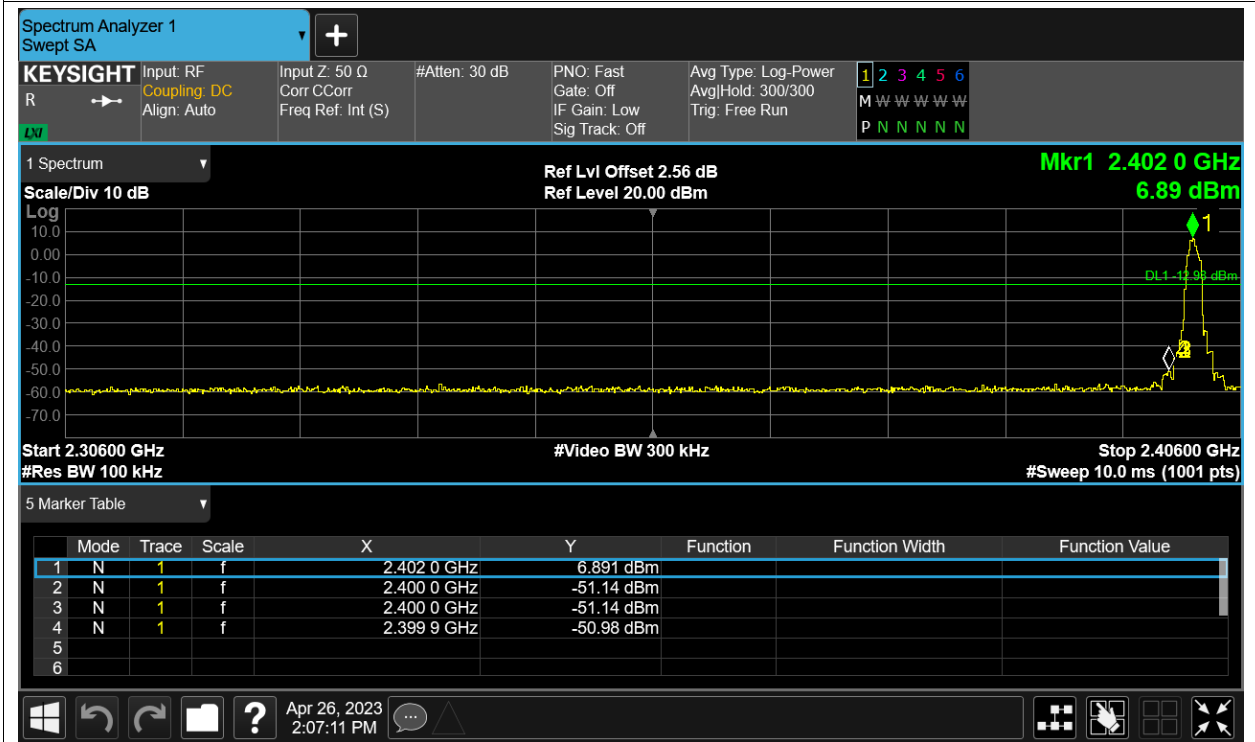 Spectrum Analyzer 1
Swept SA
+
KEYSIGHT
R
LXI
Input: RF
Coupling: DC
Align: Auto
Input Z: 50 Ω
Corr CCorr
Freq Ref: Int (S)
#Atten: 30 dB
PNO: Fast
Gate: Off
IF Gain: Low
Sig Track: Off
Avg Type: Log-Power
Avg|Hold: 300/300
Trig: Free Run
1 2 3 4 5 6
M W W W W W
P N N N N N
1 Spectrum
Scale/Div 10 dB
Ref Lvl Offset 2.56 dB
Ref Level 20.00 dBm
Mkr1 2.402 0 GHz
6.89 dBm
Log
10.0
0.00
-10.0
-20.0
-30.0
-40.0
-50.0
-60.0
-70.0
1
DL1 -12.98 dBm
Start 2.30600 GHz
#Res BW 100 kHz
#Video BW 300 kHz
Stop 2.40600 GHz
#Sweep 10.0 ms (1001 pts)
5 Marker Table
Mode Trace Scale X Y Function Function Width Function Value
1 N 1 f 2.402 0 GHz 6.891 dBm
2 N 1 f 2.400 0 GHz -51.14 dBm
3 N 1 f 2.400 0 GHz -51.14 dBm
4 N 1 f 2.399 9 GHz -50.98 dBm
5
6
?
Apr 26, 2023
2:07:11 PM